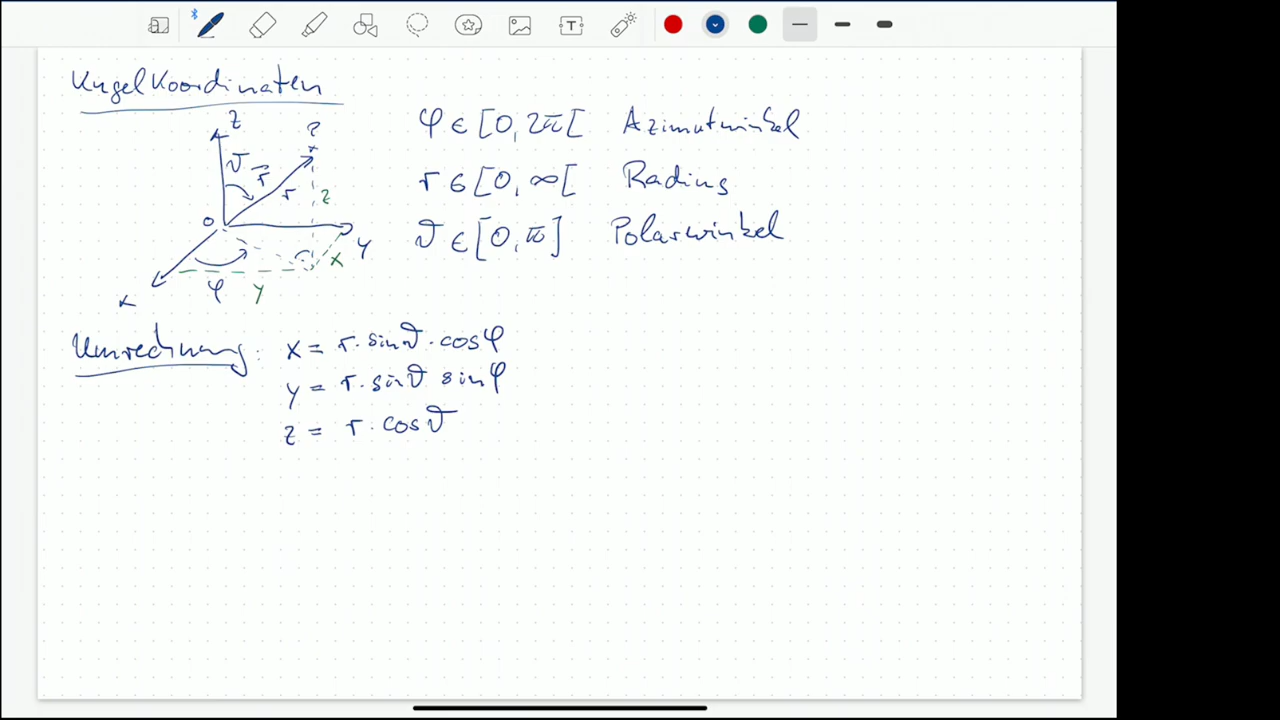 Kugelkoordinaten
z
P
φ ∈ [0, 2π[ Azimutwinkel
ϑ
r⃗
r
z
r ∈ [0, ∞[ Radius
0
y
ϑ ∈ [0, π] Polarwinkel
x
x
φ
y
Umrechnung: x = r · sinϑ · cosφ
y = r · sinϑ sinφ
z = r · cosϑ
T